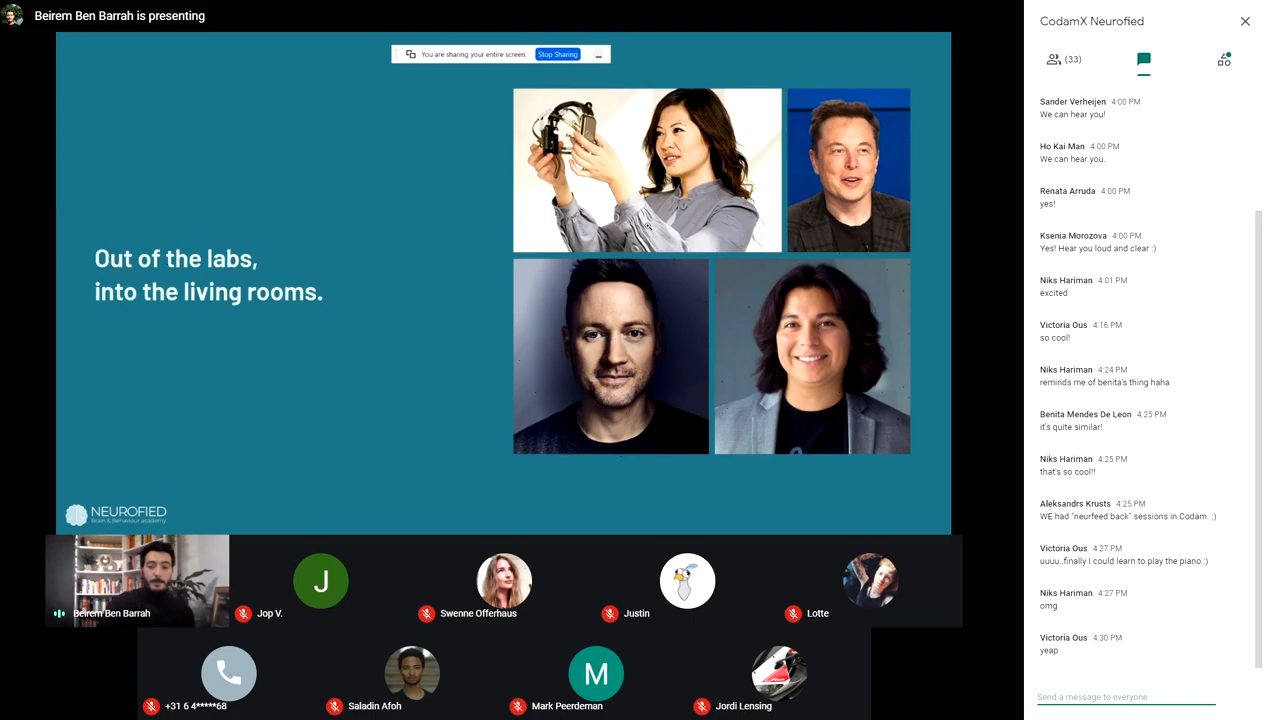 Beirem Ben Barrah is presenting
You are sharing your entire screen.
Stop Sharing
Out of the labs,
into the living rooms.
NEUROFIED
Brain & Behaviour academy
Beirem Ben Barrah
J
Jop V.
Swenne Offerhaus
Justin
Lotte
+31 6 4*****68
Saladin Afoh
M
Mark Peerdeman
Jordi Lensing
CodamX Neurofied
(33)
Sander Verheijen 4:00 PM
We can hear you!
Ho Kai Man 4:00 PM
We can hear you.
Renata Arruda 4:00 PM
yes!
Ksenia Morozova 4:00 PM
Yes! Hear you loud and clear :)
Niks Hariman 4:01 PM
excited
Victoria Ous 4:16 PM
so cool!
Niks Hariman 4:24 PM
reminds me of benita's thing haha
Benita Mendes De Leon 4:25 PM
it's quite similar!
Niks Hariman 4:25 PM
that's so cool!!
Aleksandrs Krusts 4:25 PM
WE had "neurfeed back" sessions in Codam. :)
Victoria Ous 4:27 PM
uuuu..finally I could learn to play the piano :)
Niks Hariman 4:27 PM
omg
Victoria Ous 4:30 PM
yeap
Send a message to everyone